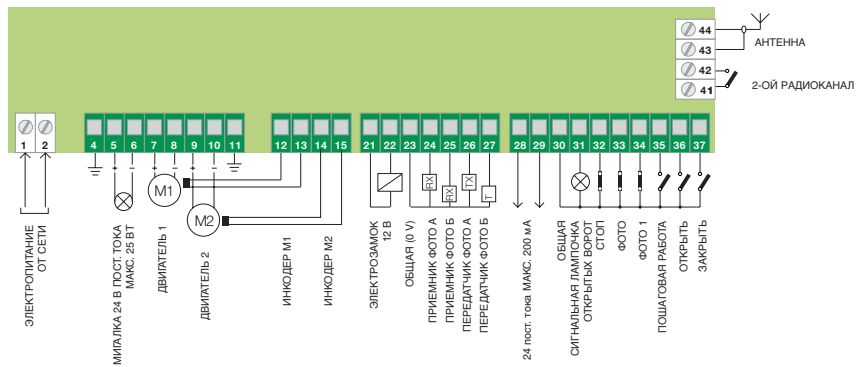 44
43
АНТЕННА
42
41
2-ОЙ РАДИОКАНАЛ
1 2
4 5 6 7 8 9 10 11
12 13 14 15
21 22 23 24 25 26 27
28 29 30 31 32 33 34 35 36 37
+ − + − + −
M1
M2
RX
RX
TX
T
ЭЛЕКТРОПИТАНИЕ
ОТ СЕТИ
МИГАЛКА 24 В ПОСТ. ТОКА
МАКС. 25 ВТ
ДВИГАТЕЛЬ 1
ДВИГАТЕЛЬ 2
ИНКОДЕР М1
ИНКОДЕР М2
ЭЛЕКТРОЗАМОК
12 В
ОБЩАЯ (0 V)
ПРИЕМНИК ФОТО А
ПРИЕМНИК ФОТО Б
ПЕРЕДАТЧИК ФОТО А
ПЕРЕДАТЧИК ФОТО Б
24 пост. тока МАКС. 200 мА
ОБЩАЯ
СИГНАЛЬНАЯ ЛАМПОЧКА
ОТКРЫТЫХ ВОРОТ
СТОП
ФОТО
ФОТО 1
ПОШАГОВАЯ РАБОТА
ОТКРЫТЬ
ЗАКРЫТЬ